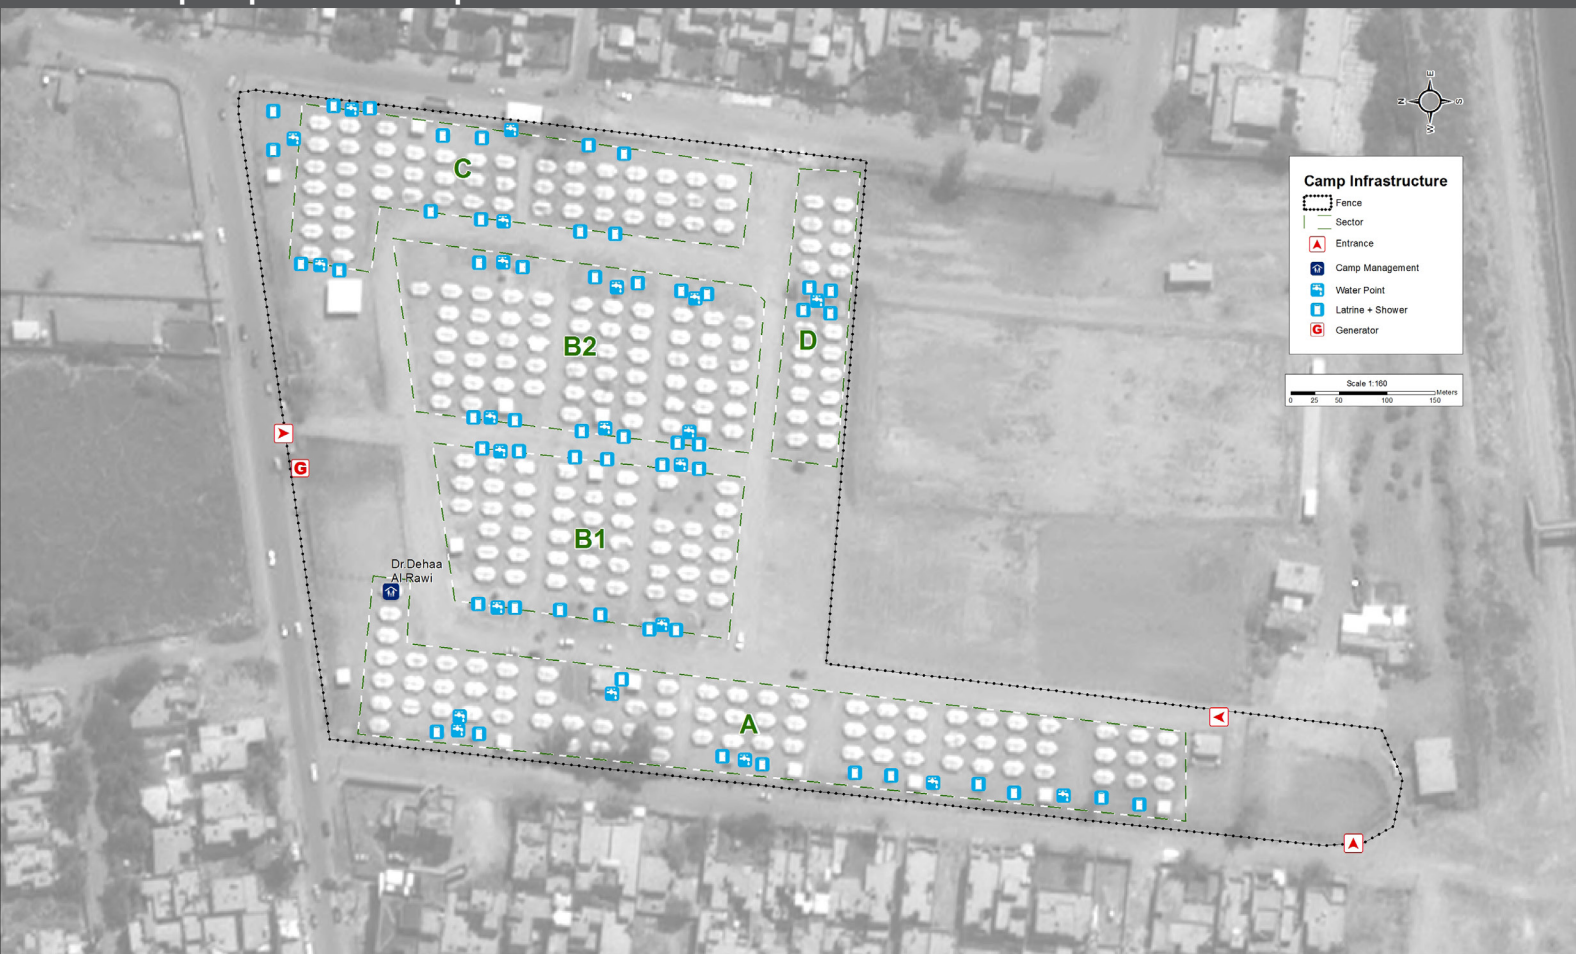 E
N
S
W
C
Camp Infrastructure
Fence
Sector
Entrance
Camp Management
Water Point
Latrine + Shower
G
Generator
B2
D
Scale 1:160
Meters
0 25 50 100 150
G
B1
Dr.Dehaa
Al-Rawi
A